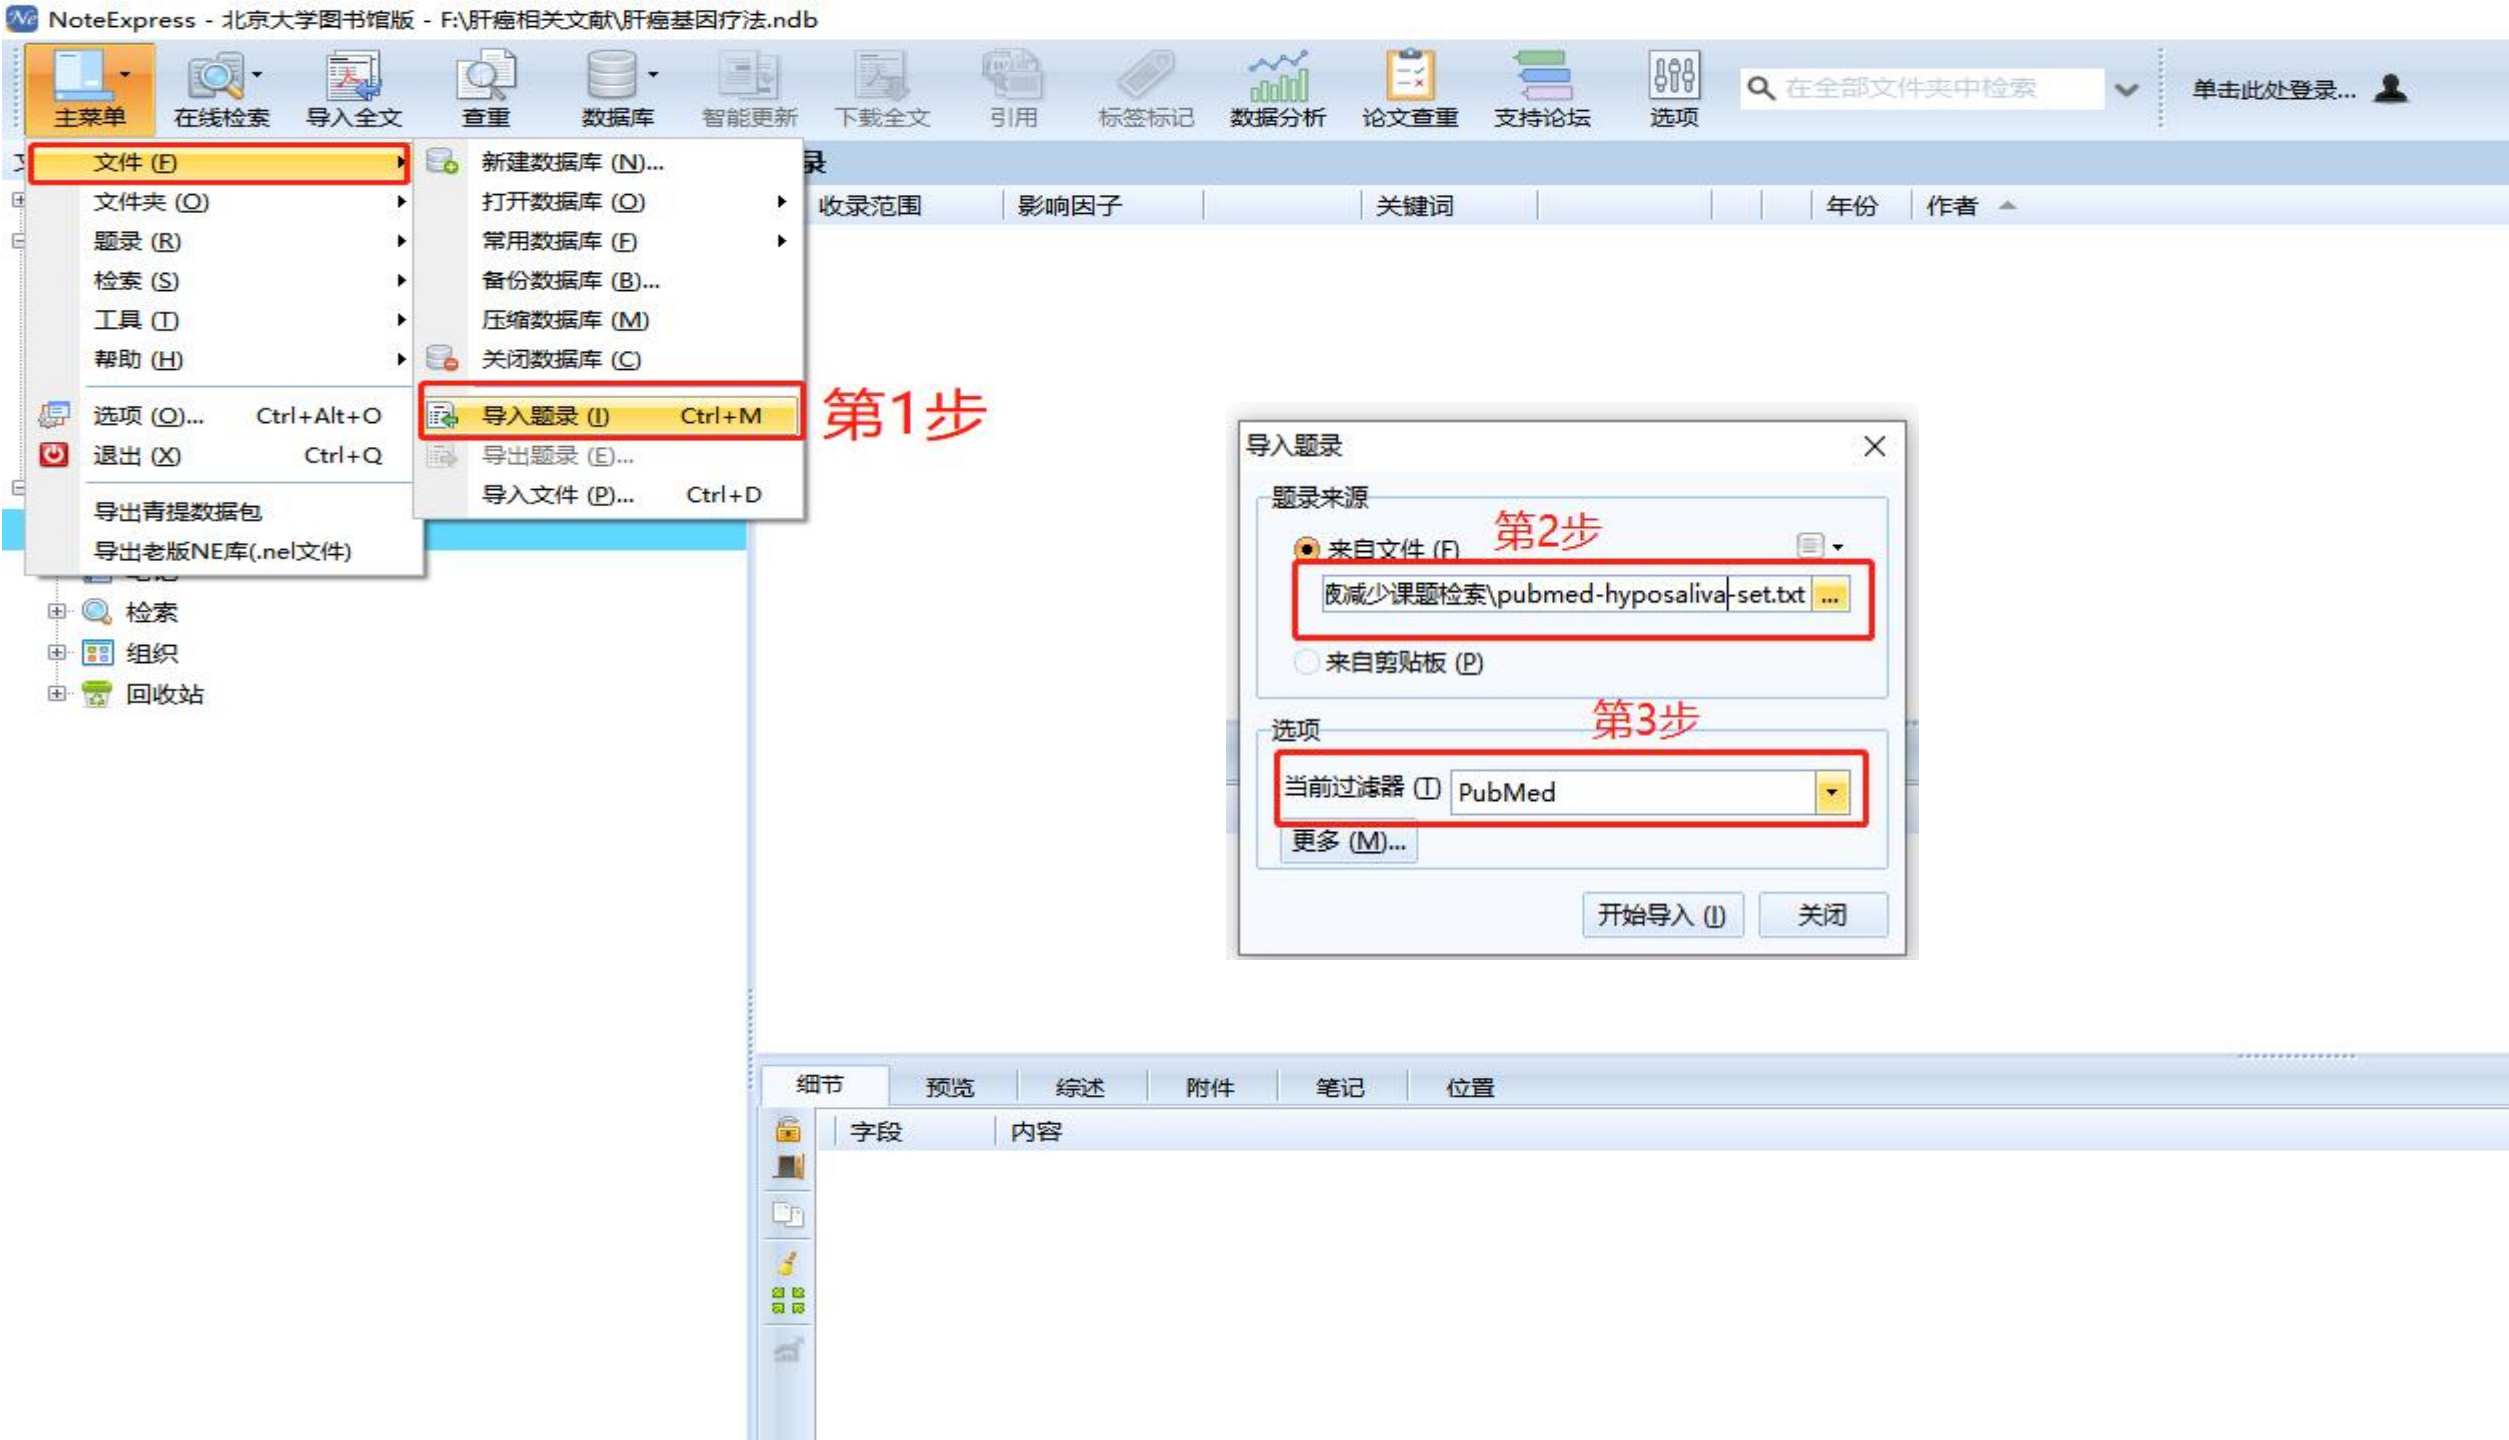 NoteExpress - 北京大学图书馆版 - F:\肝癌相关文献\肝癌基因疗法.ndb
主菜单
在线检索
导入全文
查重
数据库
智能更新
下载全文
引用
标签标记
数据分析
论文查重
支持论坛
选项
在全部文件夹中检索
单击此处登录...
文件 (F)
文件夹 (O)
题录 (R)
检索 (S)
工具 (T)
帮助 (H)
选项 (O)... Ctrl+Alt+O
退出 (X) Ctrl+Q
导出青提数据包
导出老版NE库(.nel文件)
新建数据库 (N)...
打开数据库 (O)
常用数据库 (F)
备份数据库 (B)...
压缩数据库 (M)
关闭数据库 (C)
导入题录 (I) Ctrl+M
导出题录 (E)...
导入文件 (P)... Ctrl+D
第1步
录
收录范围 影响因子 关键词 年份 作者
检索
组织
回收站
导入题录
题录来源
第2步
来自文件 (F)
减少课题检索\pubmed-hyposaliva-set.txt ...
来自剪贴板 (P)
第3步
选项
当前过滤器 (T) PubMed
更多 (M)...
开始导入 (I) 关闭
细节 预览 综述 附件 笔记 位置
字段 内容